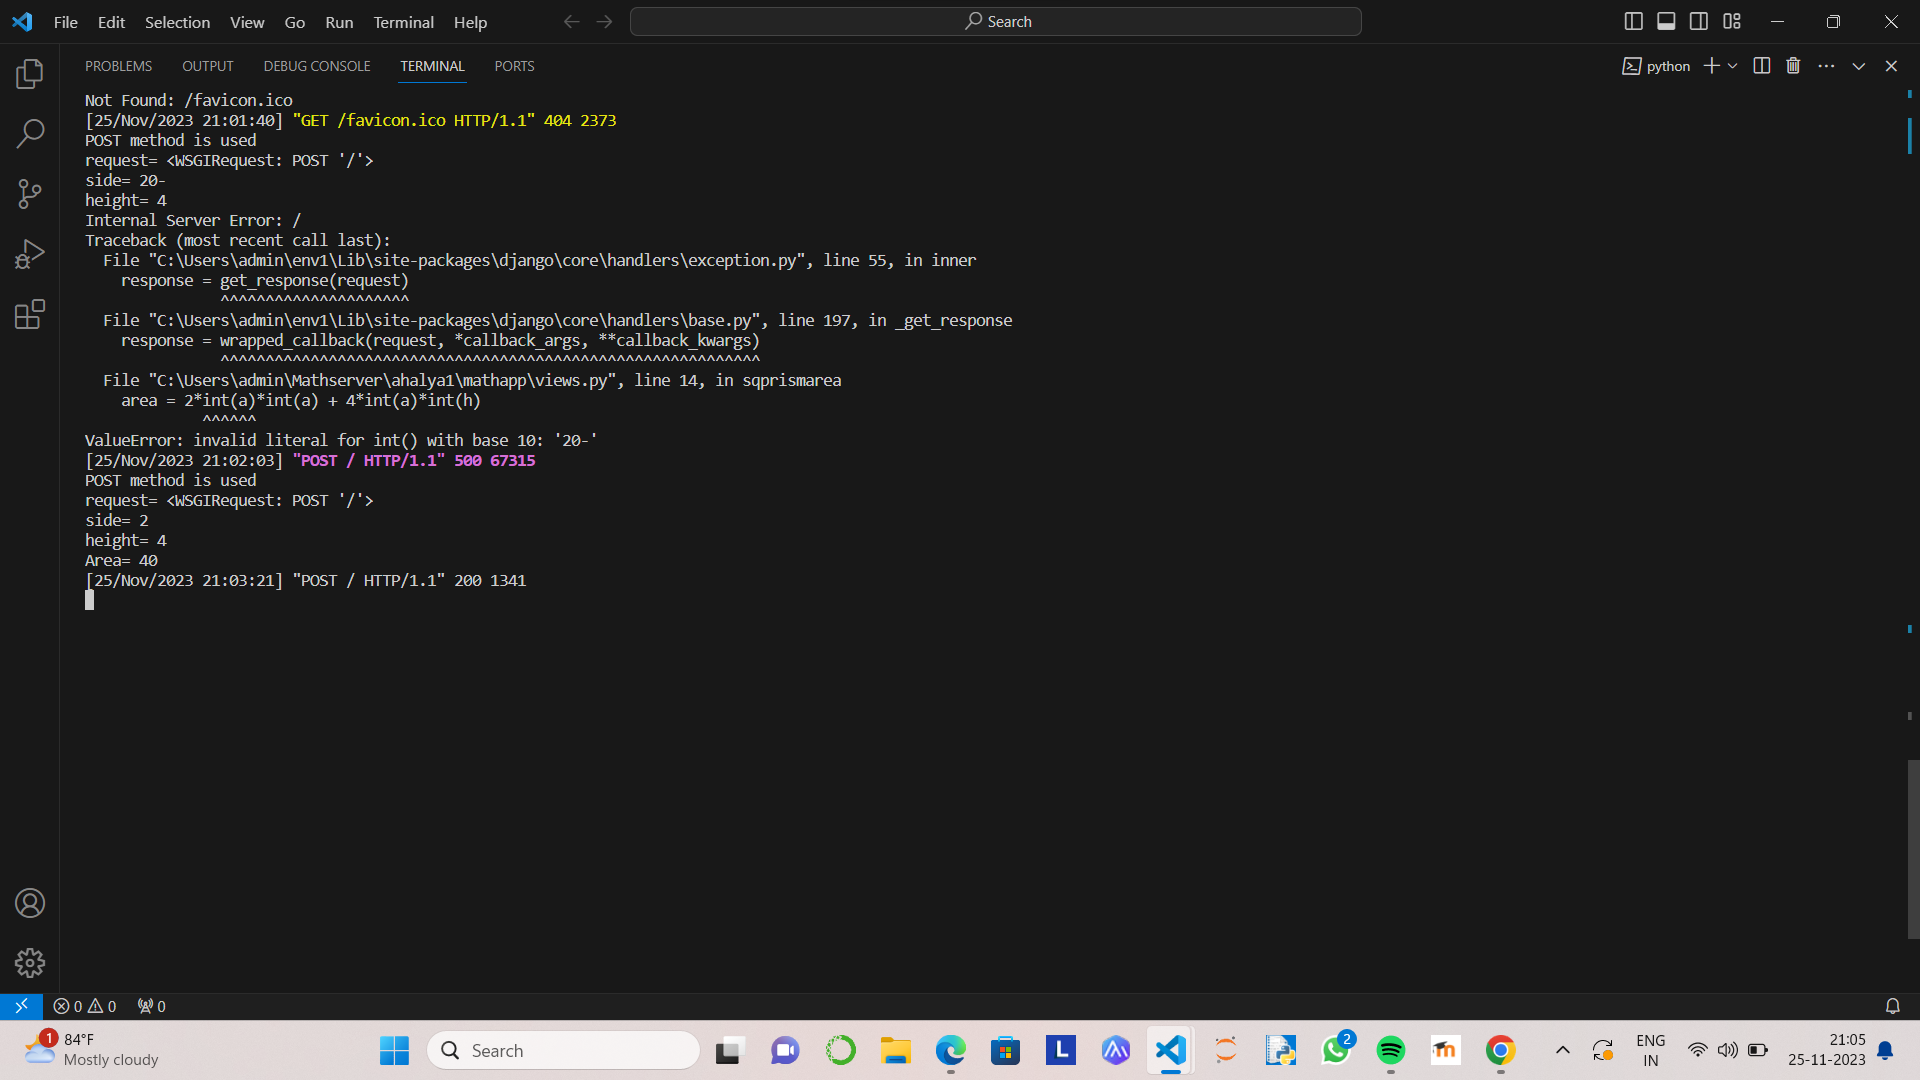 File Edit Selection View Go Run Terminal Help Search
PROBLEMS OUTPUT DEBUG CONSOLE TERMINAL PORTS python
Not Found: /favicon.ico
[25/Nov/2023 21:01:40] "GET /favicon.ico HTTP/1.1" 404 2373
POST method is used
request= <WSGIRequest: POST '/'>
side= 20-
height= 4
Internal Server Error: /
Traceback (most recent call last):
  File "C:\Users\admin\env1\Lib\site-packages\django\core\handlers\exception.py", line 55, in inner
    response = get_response(request)
               ^^^^^^^^^^^^^^^^^^^^^
  File "C:\Users\admin\env1\Lib\site-packages\django\core\handlers\base.py", line 197, in _get_response
    response = wrapped_callback(request, *callback_args, **callback_kwargs)
               ^^^^^^^^^^^^^^^^^^^^^^^^^^^^^^^^^^^^^^^^^^^^^^^^^^^^^^^^^^^^
  File "C:\Users\admin\Mathserver\ahalya1\mathapp\views.py", line 14, in sqprismarea
    area = 2*int(a)*int(a) + 4*int(a)*int(h)
             ^^^^^^
ValueError: invalid literal for int() with base 10: '20-'
[25/Nov/2023 21:02:03] "POST / HTTP/1.1" 500 67315
POST method is used
request= <WSGIRequest: POST '/'>
side= 2
height= 4
Area= 40
[25/Nov/2023 21:03:21] "POST / HTTP/1.1" 200 1341
0 0 0
1 84°F
Mostly cloudy
Search
L
2
m
ENG
IN
21:05
25-11-2023